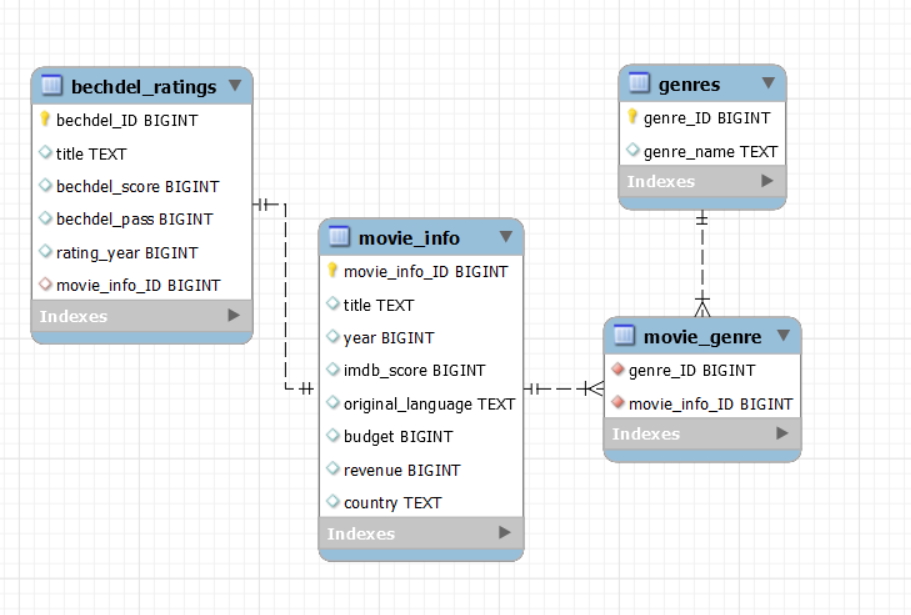 bechdel_ratings
bechdel_ID BIGINT
title TEXT
bechdel_score BIGINT
bechdel_pass BIGINT
rating_year BIGINT
movie_info_ID BIGINT
Indexes
movie_info
movie_info_ID BIGINT
title TEXT
year BIGINT
imdb_score BIGINT
original_language TEXT
budget BIGINT
revenue BIGINT
country TEXT
Indexes
genres
genre_ID BIGINT
genre_name TEXT
Indexes
movie_genre
genre_ID BIGINT
movie_info_ID BIGINT
Indexes